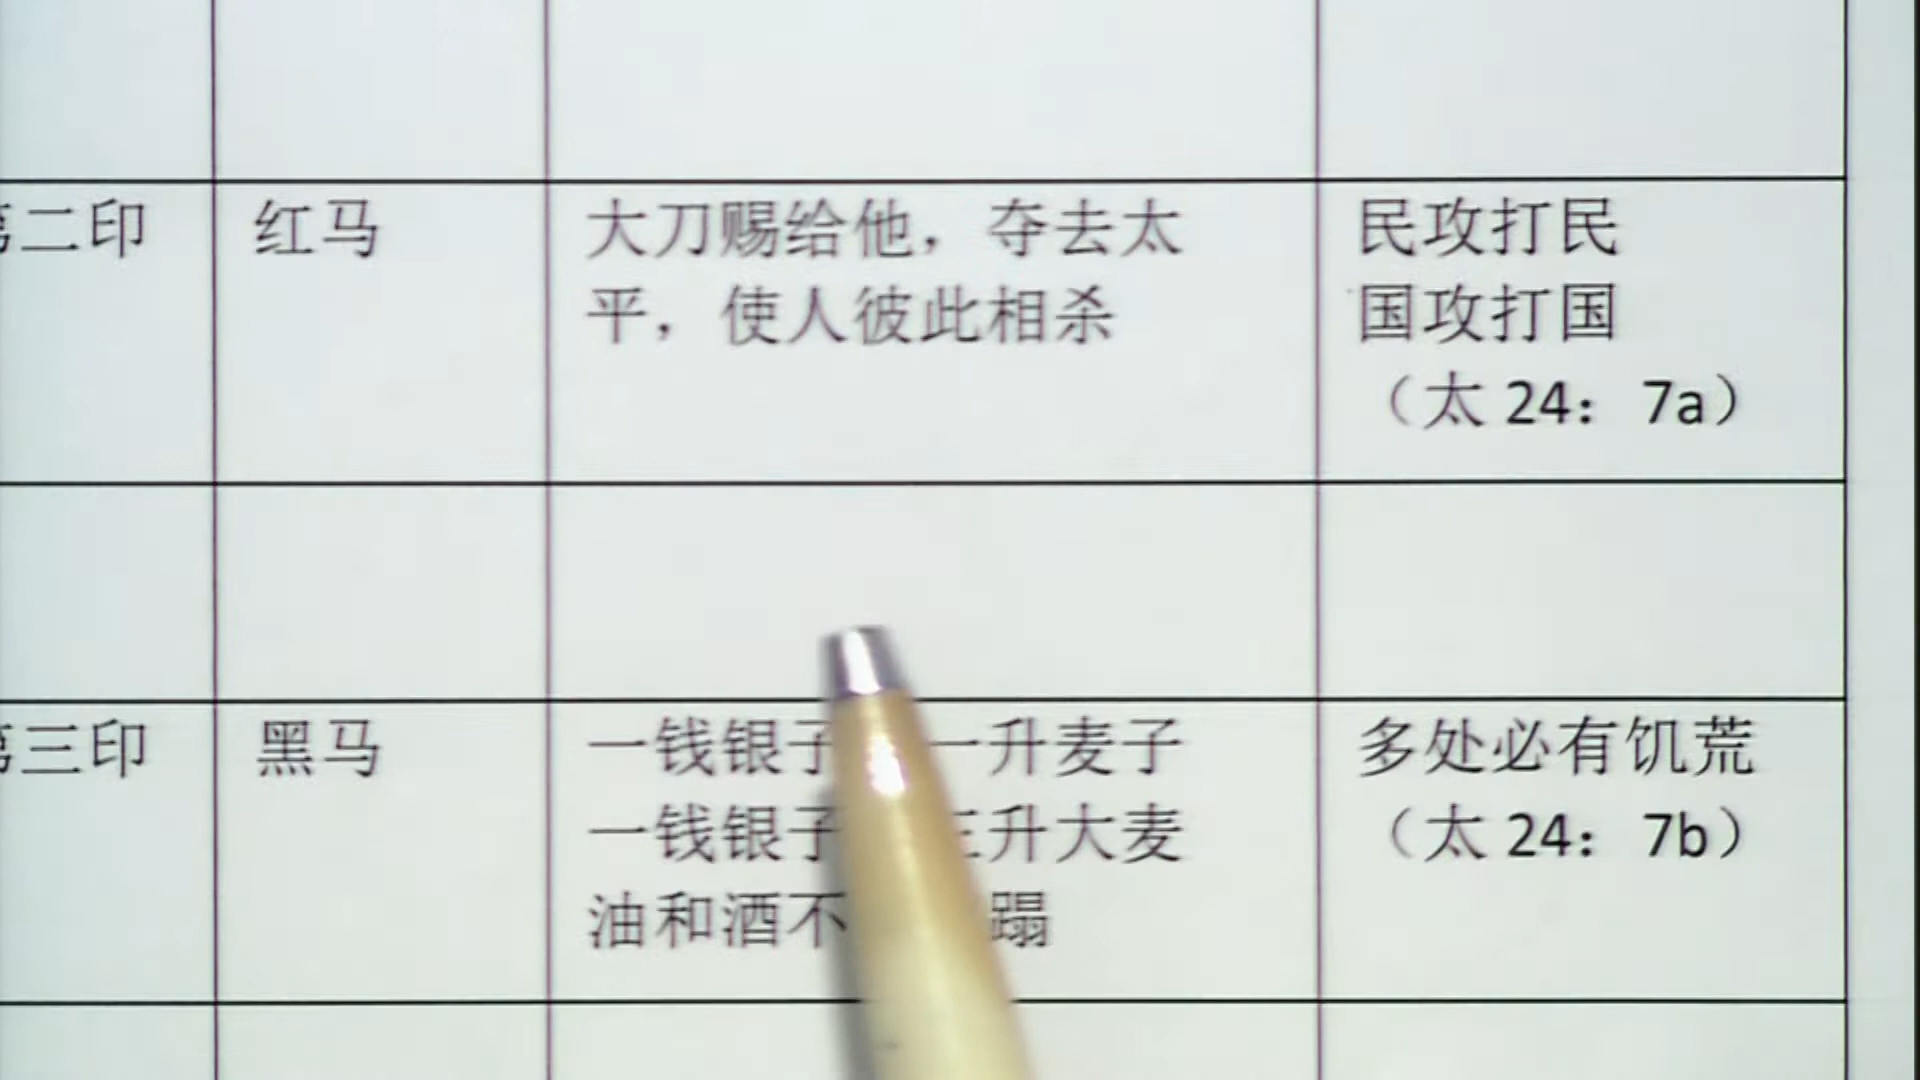 二印
红马
大刀赐给他，夺去太
平，使人彼此相杀
民攻打民
国攻打国
（太 24：7a）
三印
黑马
一钱银子 一升麦子
一钱银子 升大麦
油和酒不 蹋
多处必有饥荒
（太 24：7b）